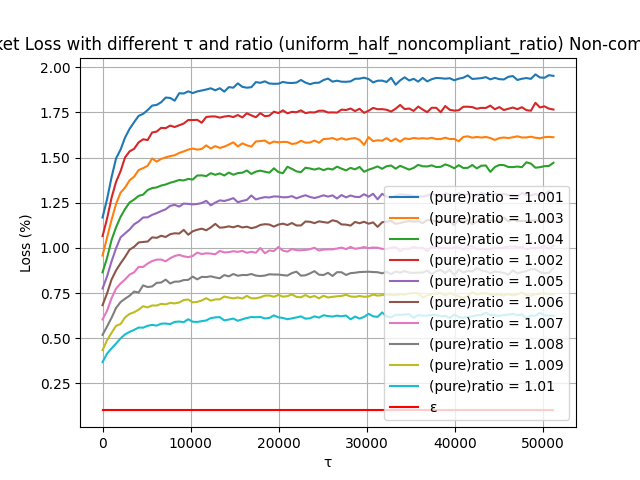 ket Loss with different τ and ratio (uniform_half_noncompliant_ratio) Non-com
2.00
1.75
1.50
1.25
1.00
0.75
0.50
0.25
Loss (%)
(pure)ratio = 1.001
(pure)ratio = 1.003
(pure)ratio = 1.004
(pure)ratio = 1.002
(pure)ratio = 1.005
(pure)ratio = 1.006
(pure)ratio = 1.007
(pure)ratio = 1.008
(pure)ratio = 1.009
(pure)ratio = 1.01
ε
0 10000 20000 30000 40000 50000
τ